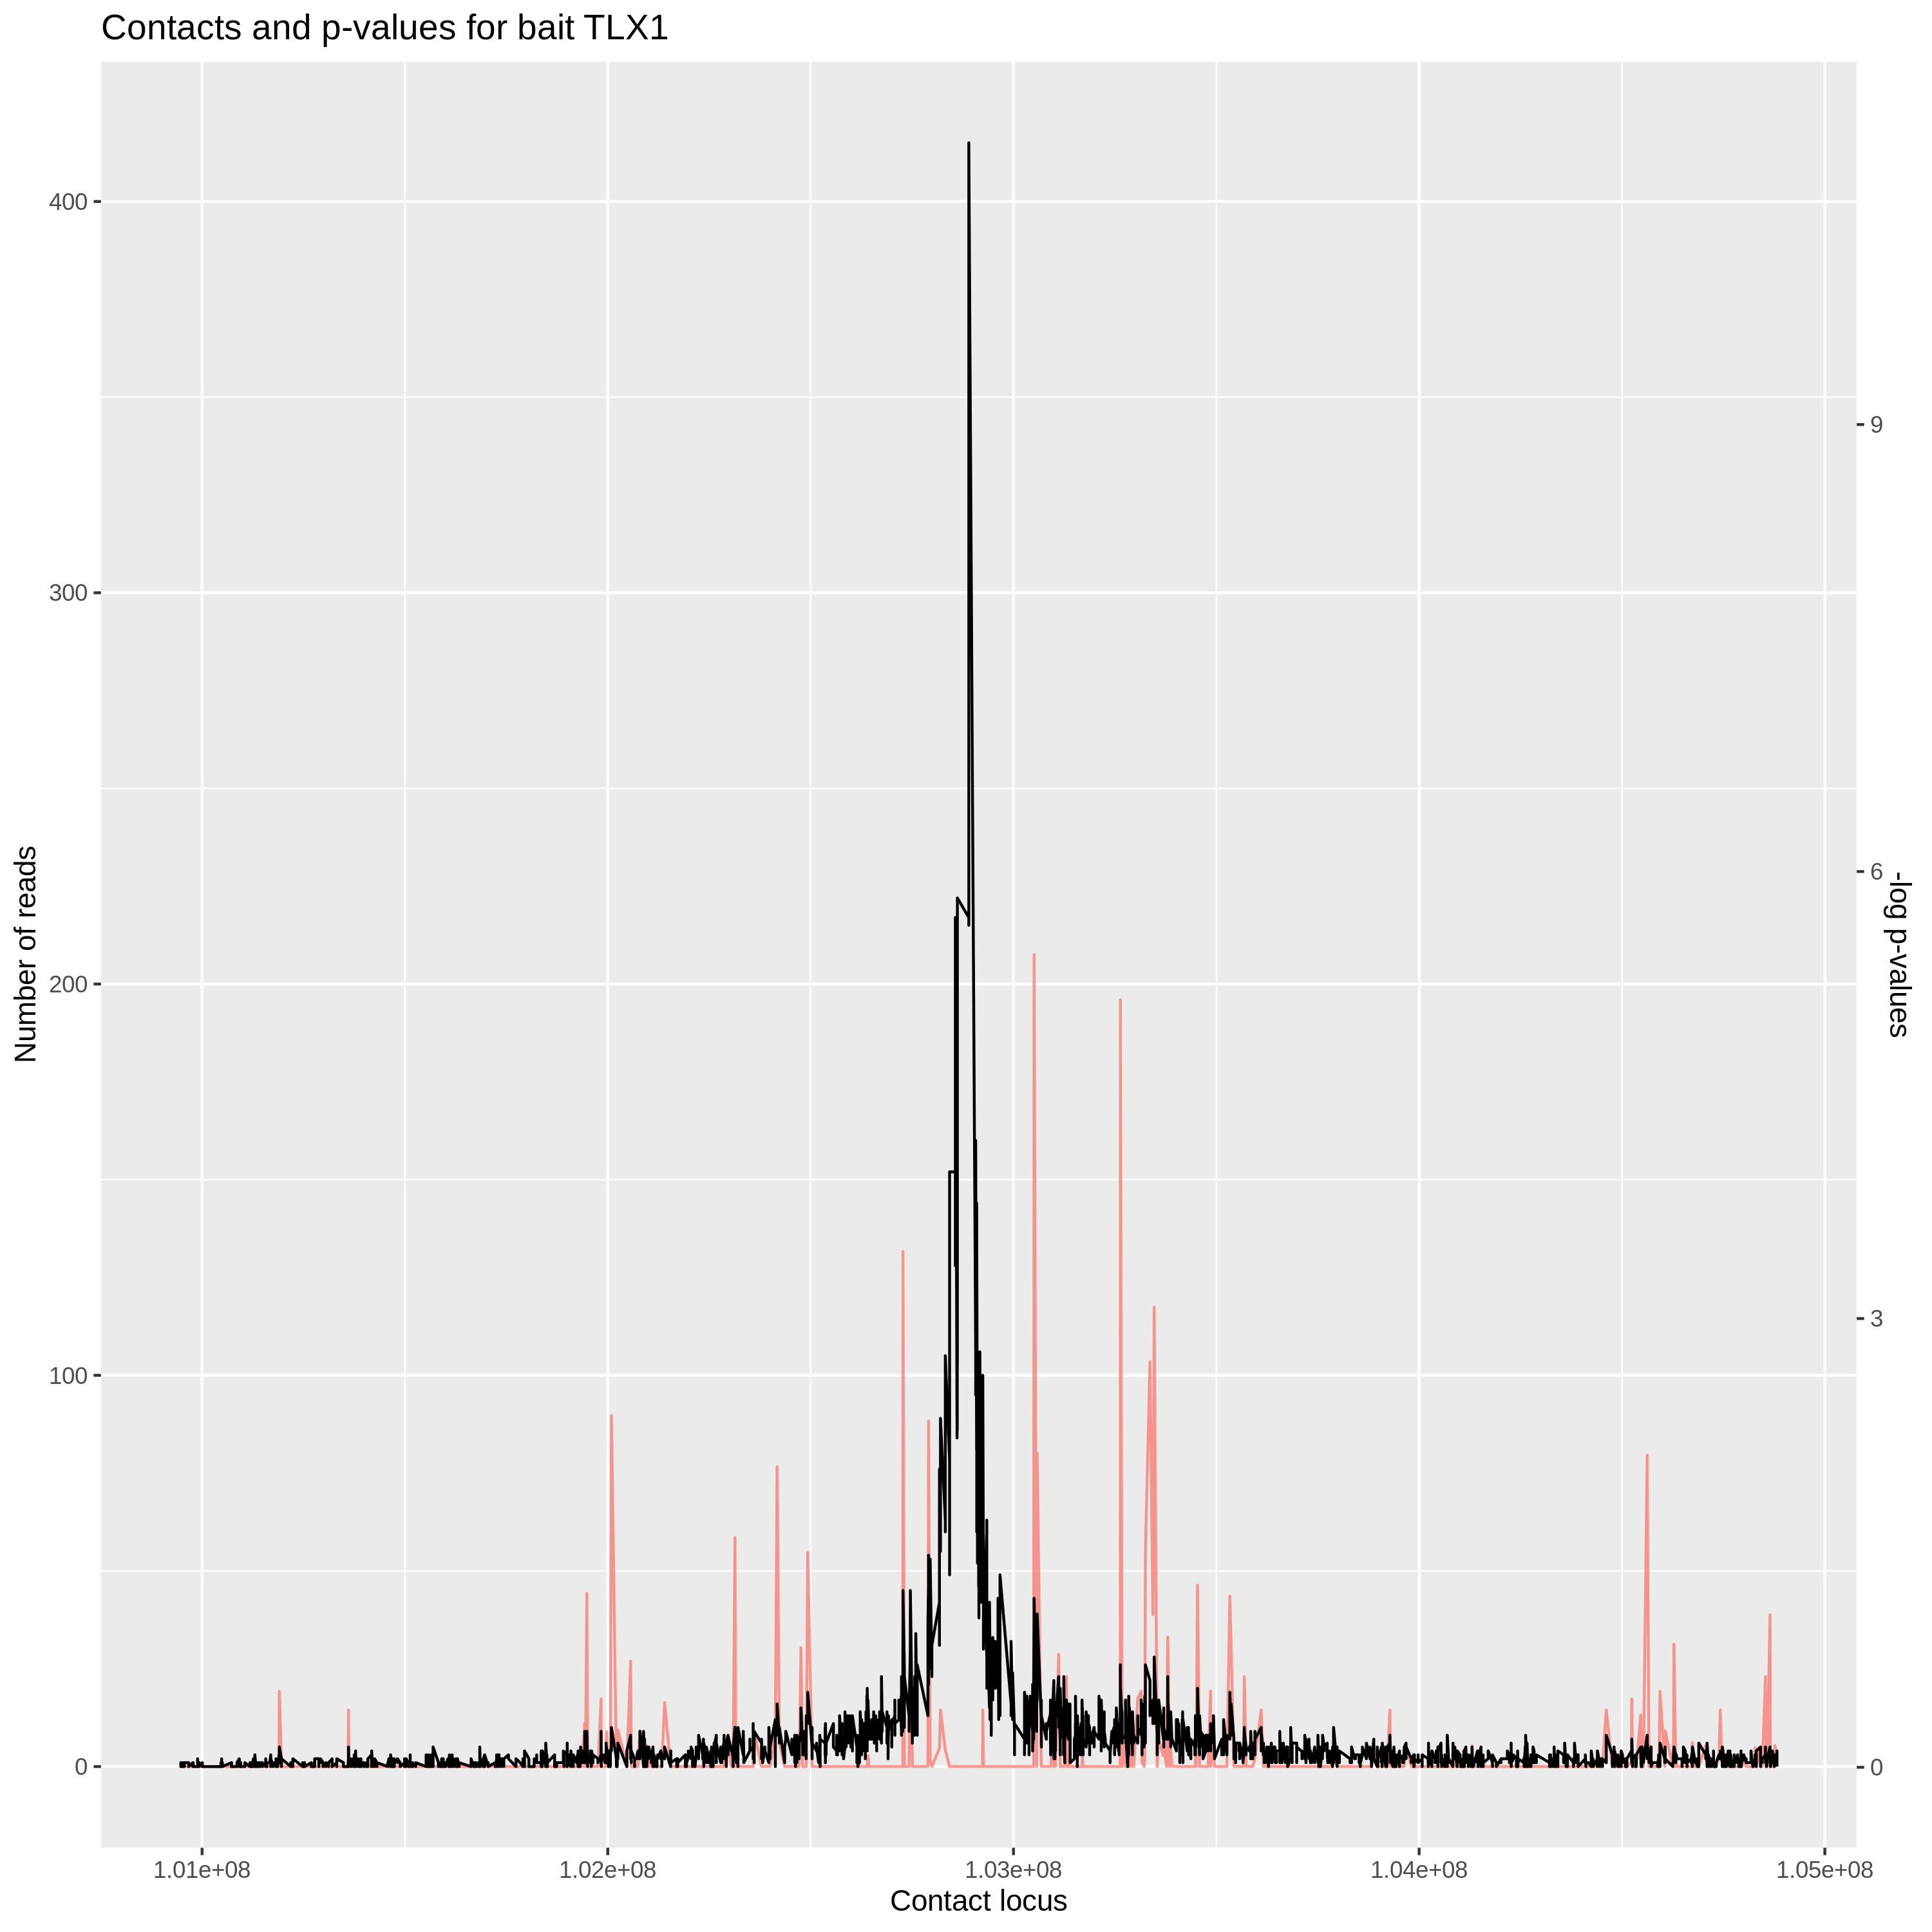 Contacts and p-values for bait TLX1
400
300
200
100
0
9
6
3
0
Number of reads
-log p-values
1.01e+08 1.02e+08 1.03e+08 1.04e+08 1.05e+08
Contact locus